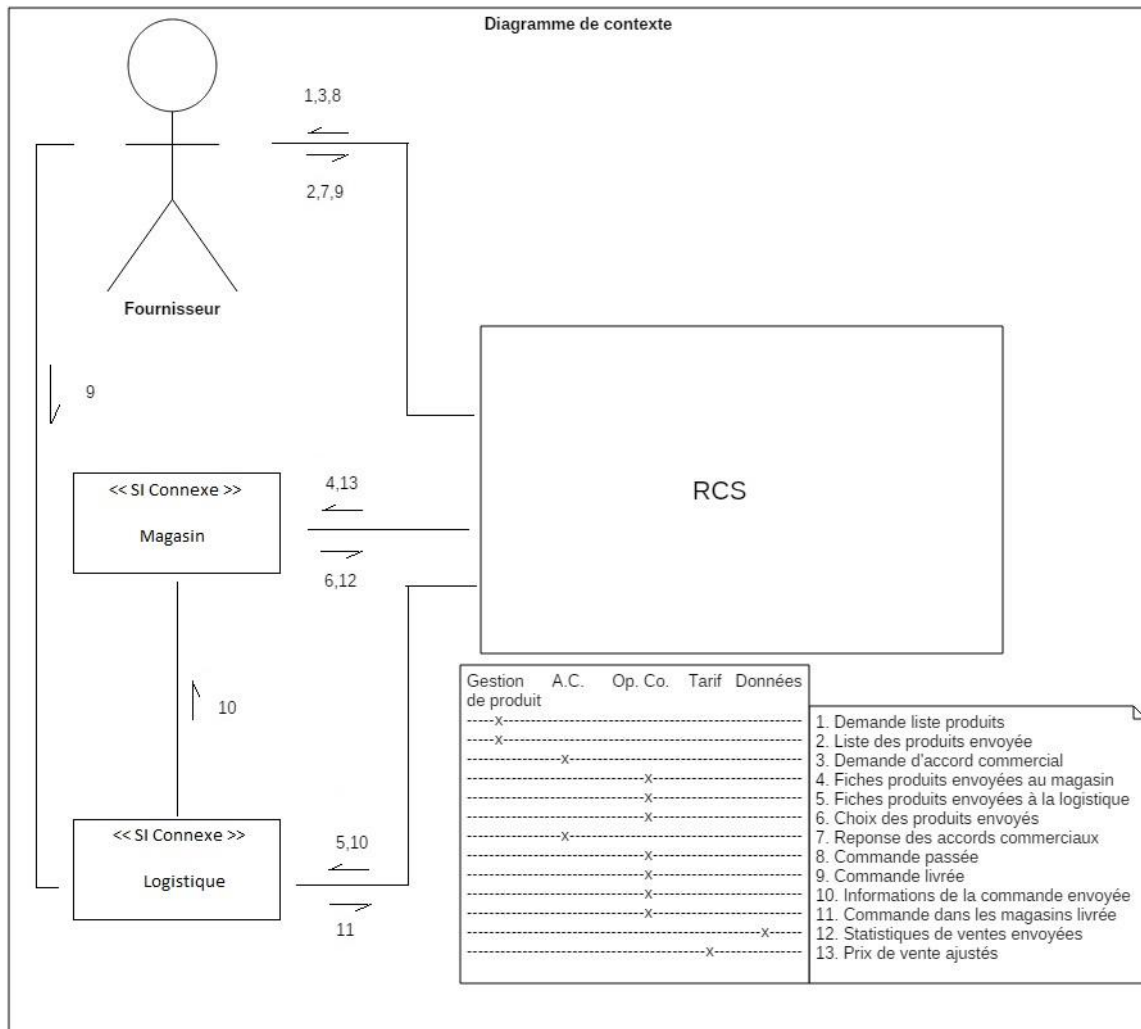 Diagramme de contexte
1,3,8
2,7,9
Fournisseur
9
<< SI Connexe >>
Magasin
4,13
6,12
RCS
10
<< SI Connexe >>
Logistique
5,10
11
Gestion de produit A.C. Op. Co. Tarif Données
-----x-----------------------------------------------------
-----x-----------------------------------------------------
-----------------x-----------------------------------------
--------------------------------x--------------------------
--------------------------------x--------------------------
--------------------------------x--------------------------
-----------------x-----------------------------------------
--------------------------------x--------------------------
--------------------------------x--------------------------
--------------------------------x--------------------------
--------------------------------x--------------------------
-----------------------------------------------------x-----
-------------------------------------------x---------------
1. Demande liste produits
2. Liste des produits envoyée
3. Demande d'accord commercial
4. Fiches produits envoyées au magasin
5. Fiches produits envoyées à la logistique
6. Choix des produits envoyés
7. Reponse des accords commerciaux
8. Commande passée
9. Commande livrée
10. Informations de la commande envoyée
11. Commande dans les magasins livrée
12. Statistiques de ventes envoyées
13. Prix de vente ajustés